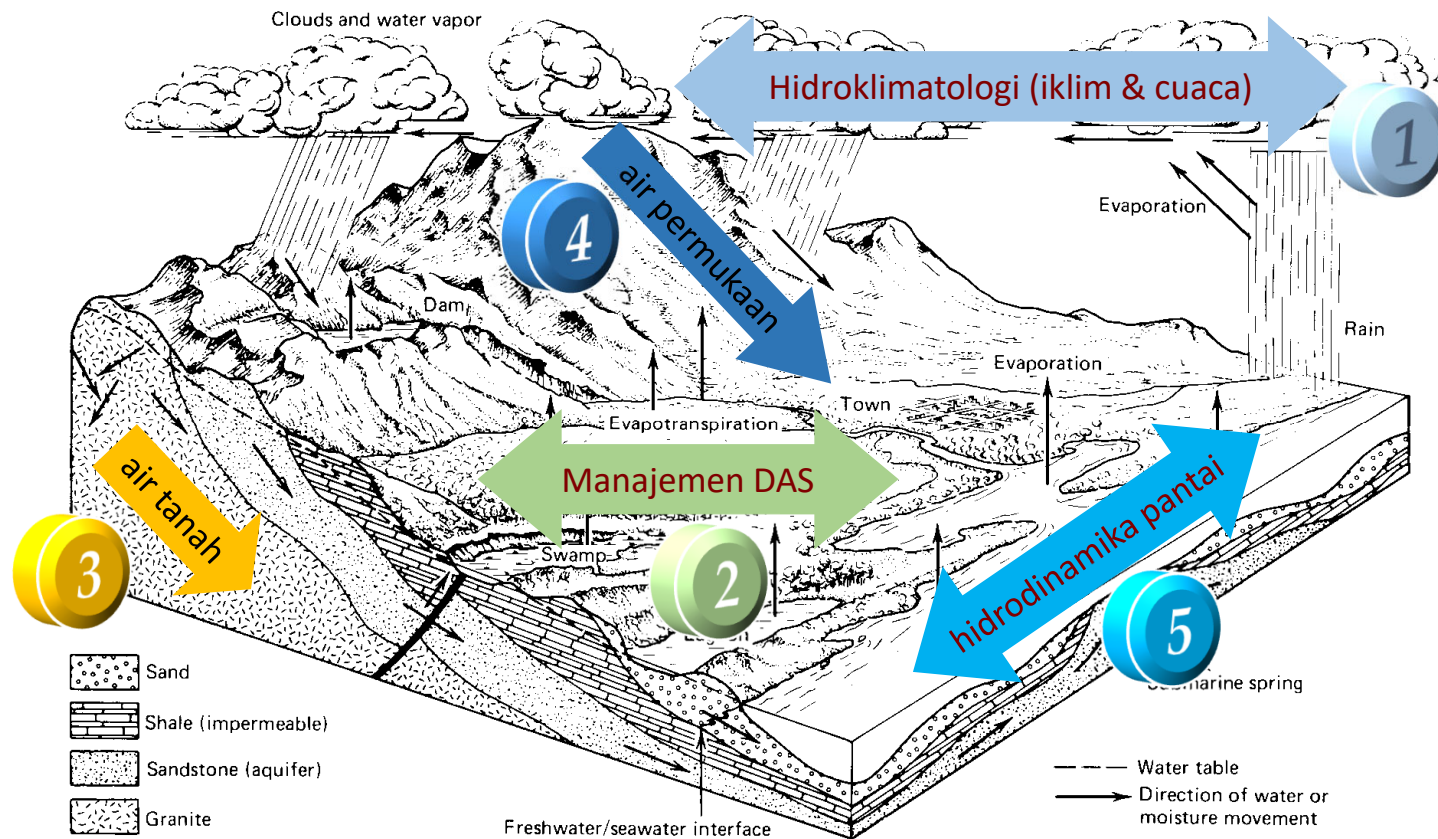 Clouds and water vapor
Hidroklimatologi (iklim & cuaca)
1
air permukaan
4
Evaporation
Dam
Rain
Evaporation
Town
Evapotranspiration
Manajemen DAS
air tanah
hidrodinamika pantai
Swamp
3
2
5
Sand
spring
Shale (impermeable)
Sandstone (aquifer)
Water table
Direction of water or
moisture movement
Granite
Freshwater/seawater interface